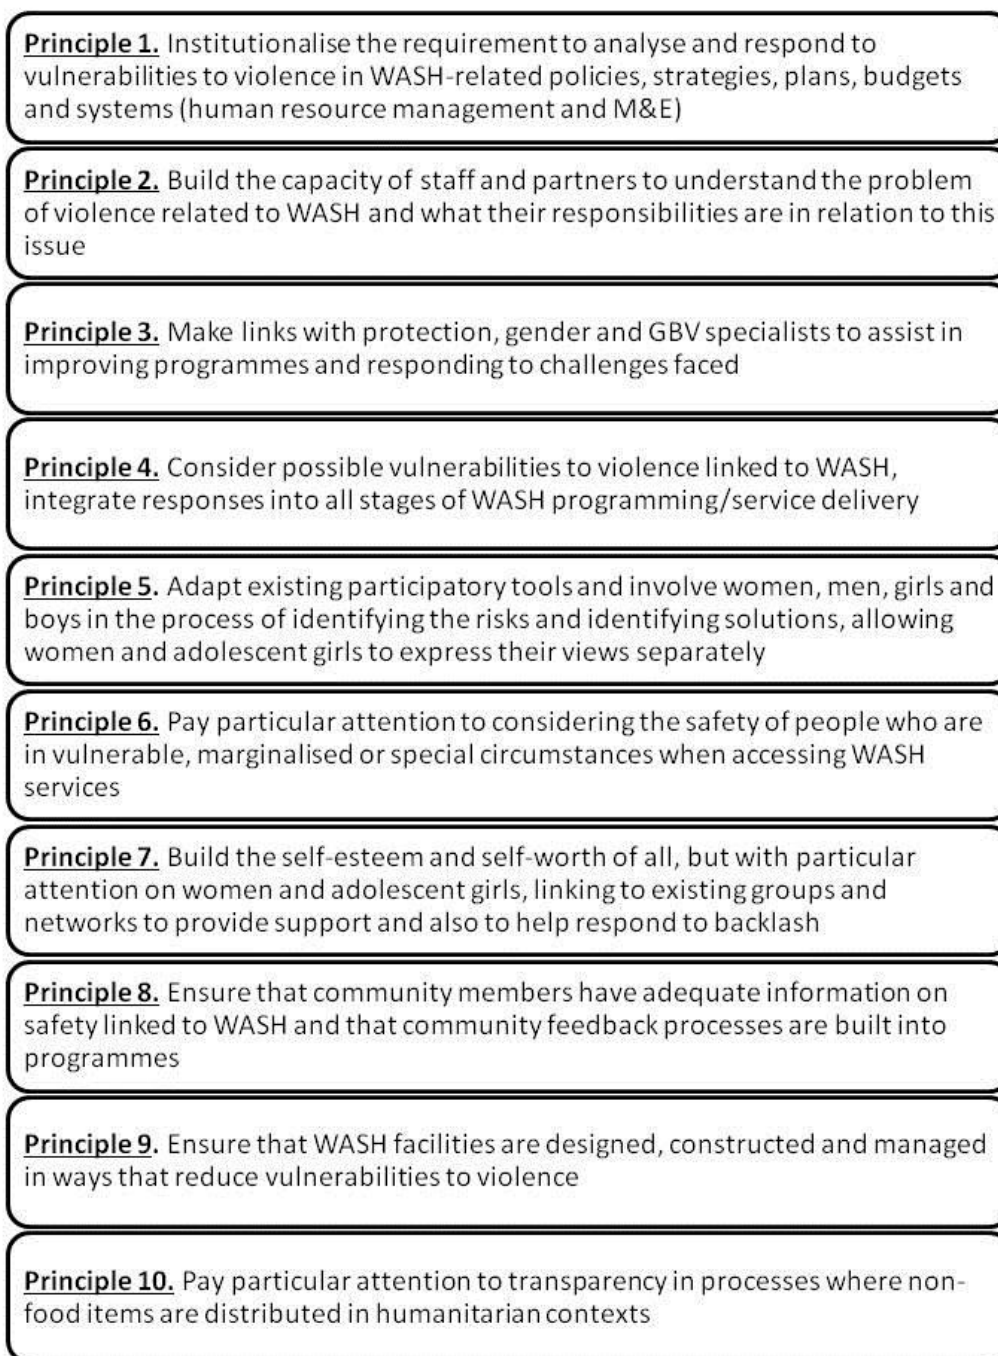 Principle 1. Institutionalise the requirement to analyse and respond to
vulnerabilities to violence in WASH-related policies, strategies, plans, budgets
and systems (human resource management and M&E)
Principle 2. Build the capacity of staff and partners to understand the problem
of violence related to WASH and what their responsibilities are in relation to this
issue
Principle 3. Make links with protection, gender and GBV specialists to assist in
improving programmes and responding to challenges faced
Principle 4. Consider possible vulnerabilities to violence linked to WASH,
integrate responses into all stages of WASH programming/service delivery
Principle 5. Adapt existing participatory tools and involve women, men, girls and
boys in the process of identifying the risks and identifying solutions, allowing
women and adolescent girls to express their views separately
Principle 6. Pay particular attention to considering the safety of people who are
in vulnerable, marginalised or special circumstances when accessing WASH
services
Principle 7. Build the self-esteem and self-worth of all, but with particular
attention on women and adolescent girls, linking to existing groups and
networks to provide support and also to help respond to backlash
Principle 8. Ensure that community members have adequate information on
safety linked to WASH and that community feedback processes are built into
programmes
Principle 9. Ensure that WASH facilities are designed, constructed and managed
in ways that reduce vulnerabilities to violence
Principle 10. Pay particular attention to transparency in processes where non-
food items are distributed in humanitarian contexts